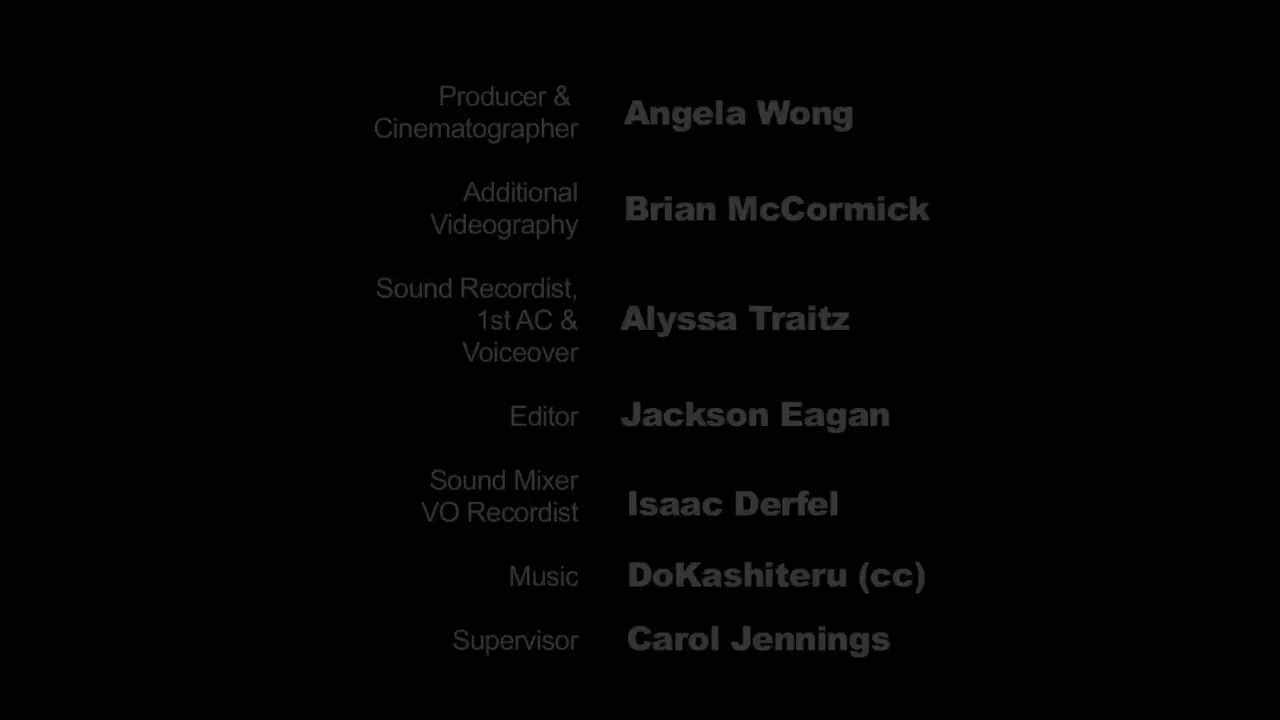 Producer &
Cinematographer
Angela Wong
Additional
Videography
Brian McCormick
Sound Recordist,
1st AC &
Voiceover
Alyssa Traitz
Editor
Jackson Eagan
Sound Mixer
VO Recordist
Isaac Derfel
Music
DoKashiteru (cc)
Supervisor
Carol Jennings